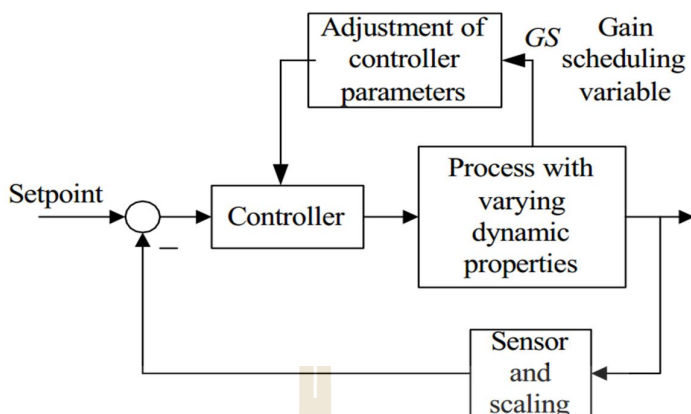 Adjustment of
controller
parameters
GS
Gain
scheduling
variable
Setpoint
Controller
Process with
varying
dynamic
properties
Sensor
and
scaling